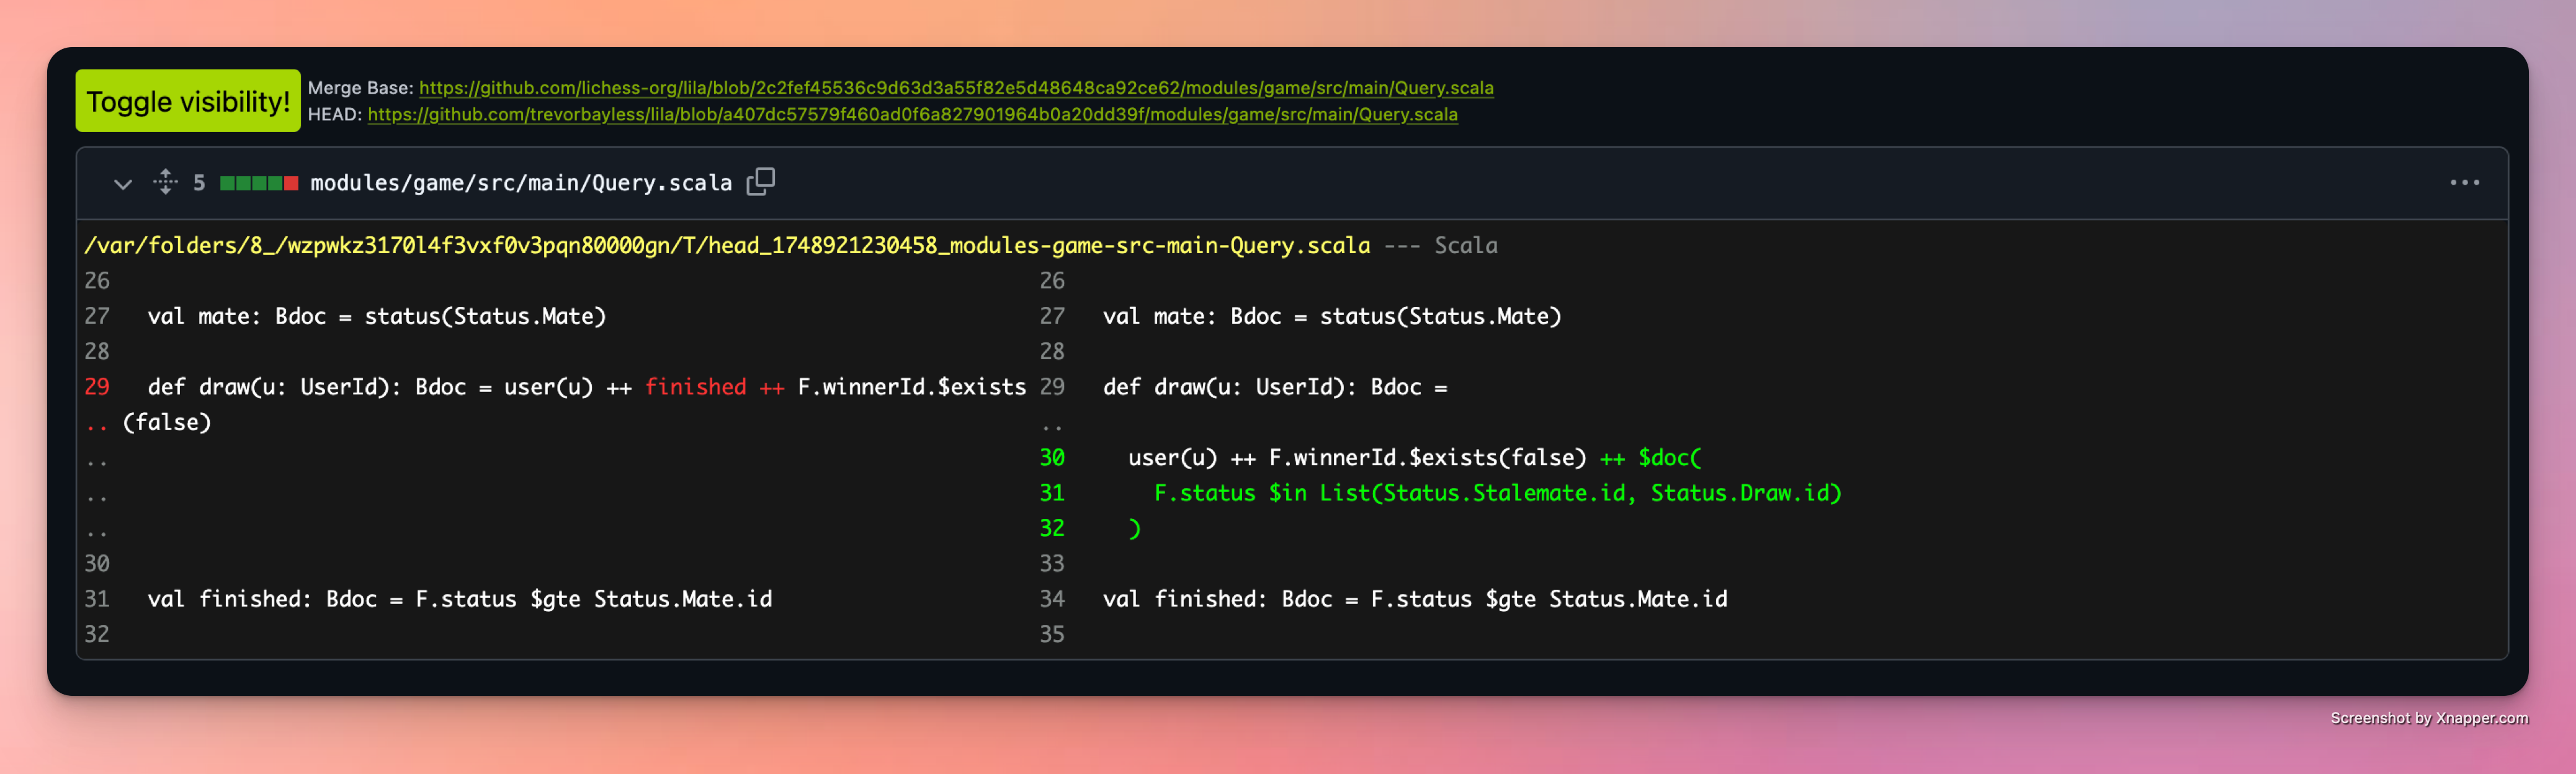 Toggle visibility!
Merge Base: https://github.com/lichess-org/lila/blob/2c2fef45536c9d63d3a55f82e5d48648ca92ce62/modules/game/src/main/Query.scala
HEAD: https://github.com/trevorbayless/lila/blob/a407dc57579f460ad0f6a827901964b0a20dd39f/modules/game/src/main/Query.scala
5 modules/game/src/main/Query.scala
/var/folders/8_/wzpwkz3170l4f3vxf0v3pqn80000gn/T/head_1748921230458_modules-game-src-main-Query.scala --- Scala
26 26
27 val mate: Bdoc = status(Status.Mate) 27 val mate: Bdoc = status(Status.Mate)
28 28
29 def draw(u: UserId): Bdoc = user(u) ++ finished ++ F.winnerId.$exists 29 def draw(u: UserId): Bdoc =
.. (false) ..
.. 30 user(u) ++ F.winnerId.$exists(false) ++ $doc(
.. 31 F.status $in List(Status.Stalemate.id, Status.Draw.id)
.. 32 )
30 33
31 val finished: Bdoc = F.status $gte Status.Mate.id 34 val finished: Bdoc = F.status $gte Status.Mate.id
32 35
Screenshot by Xnapper.com